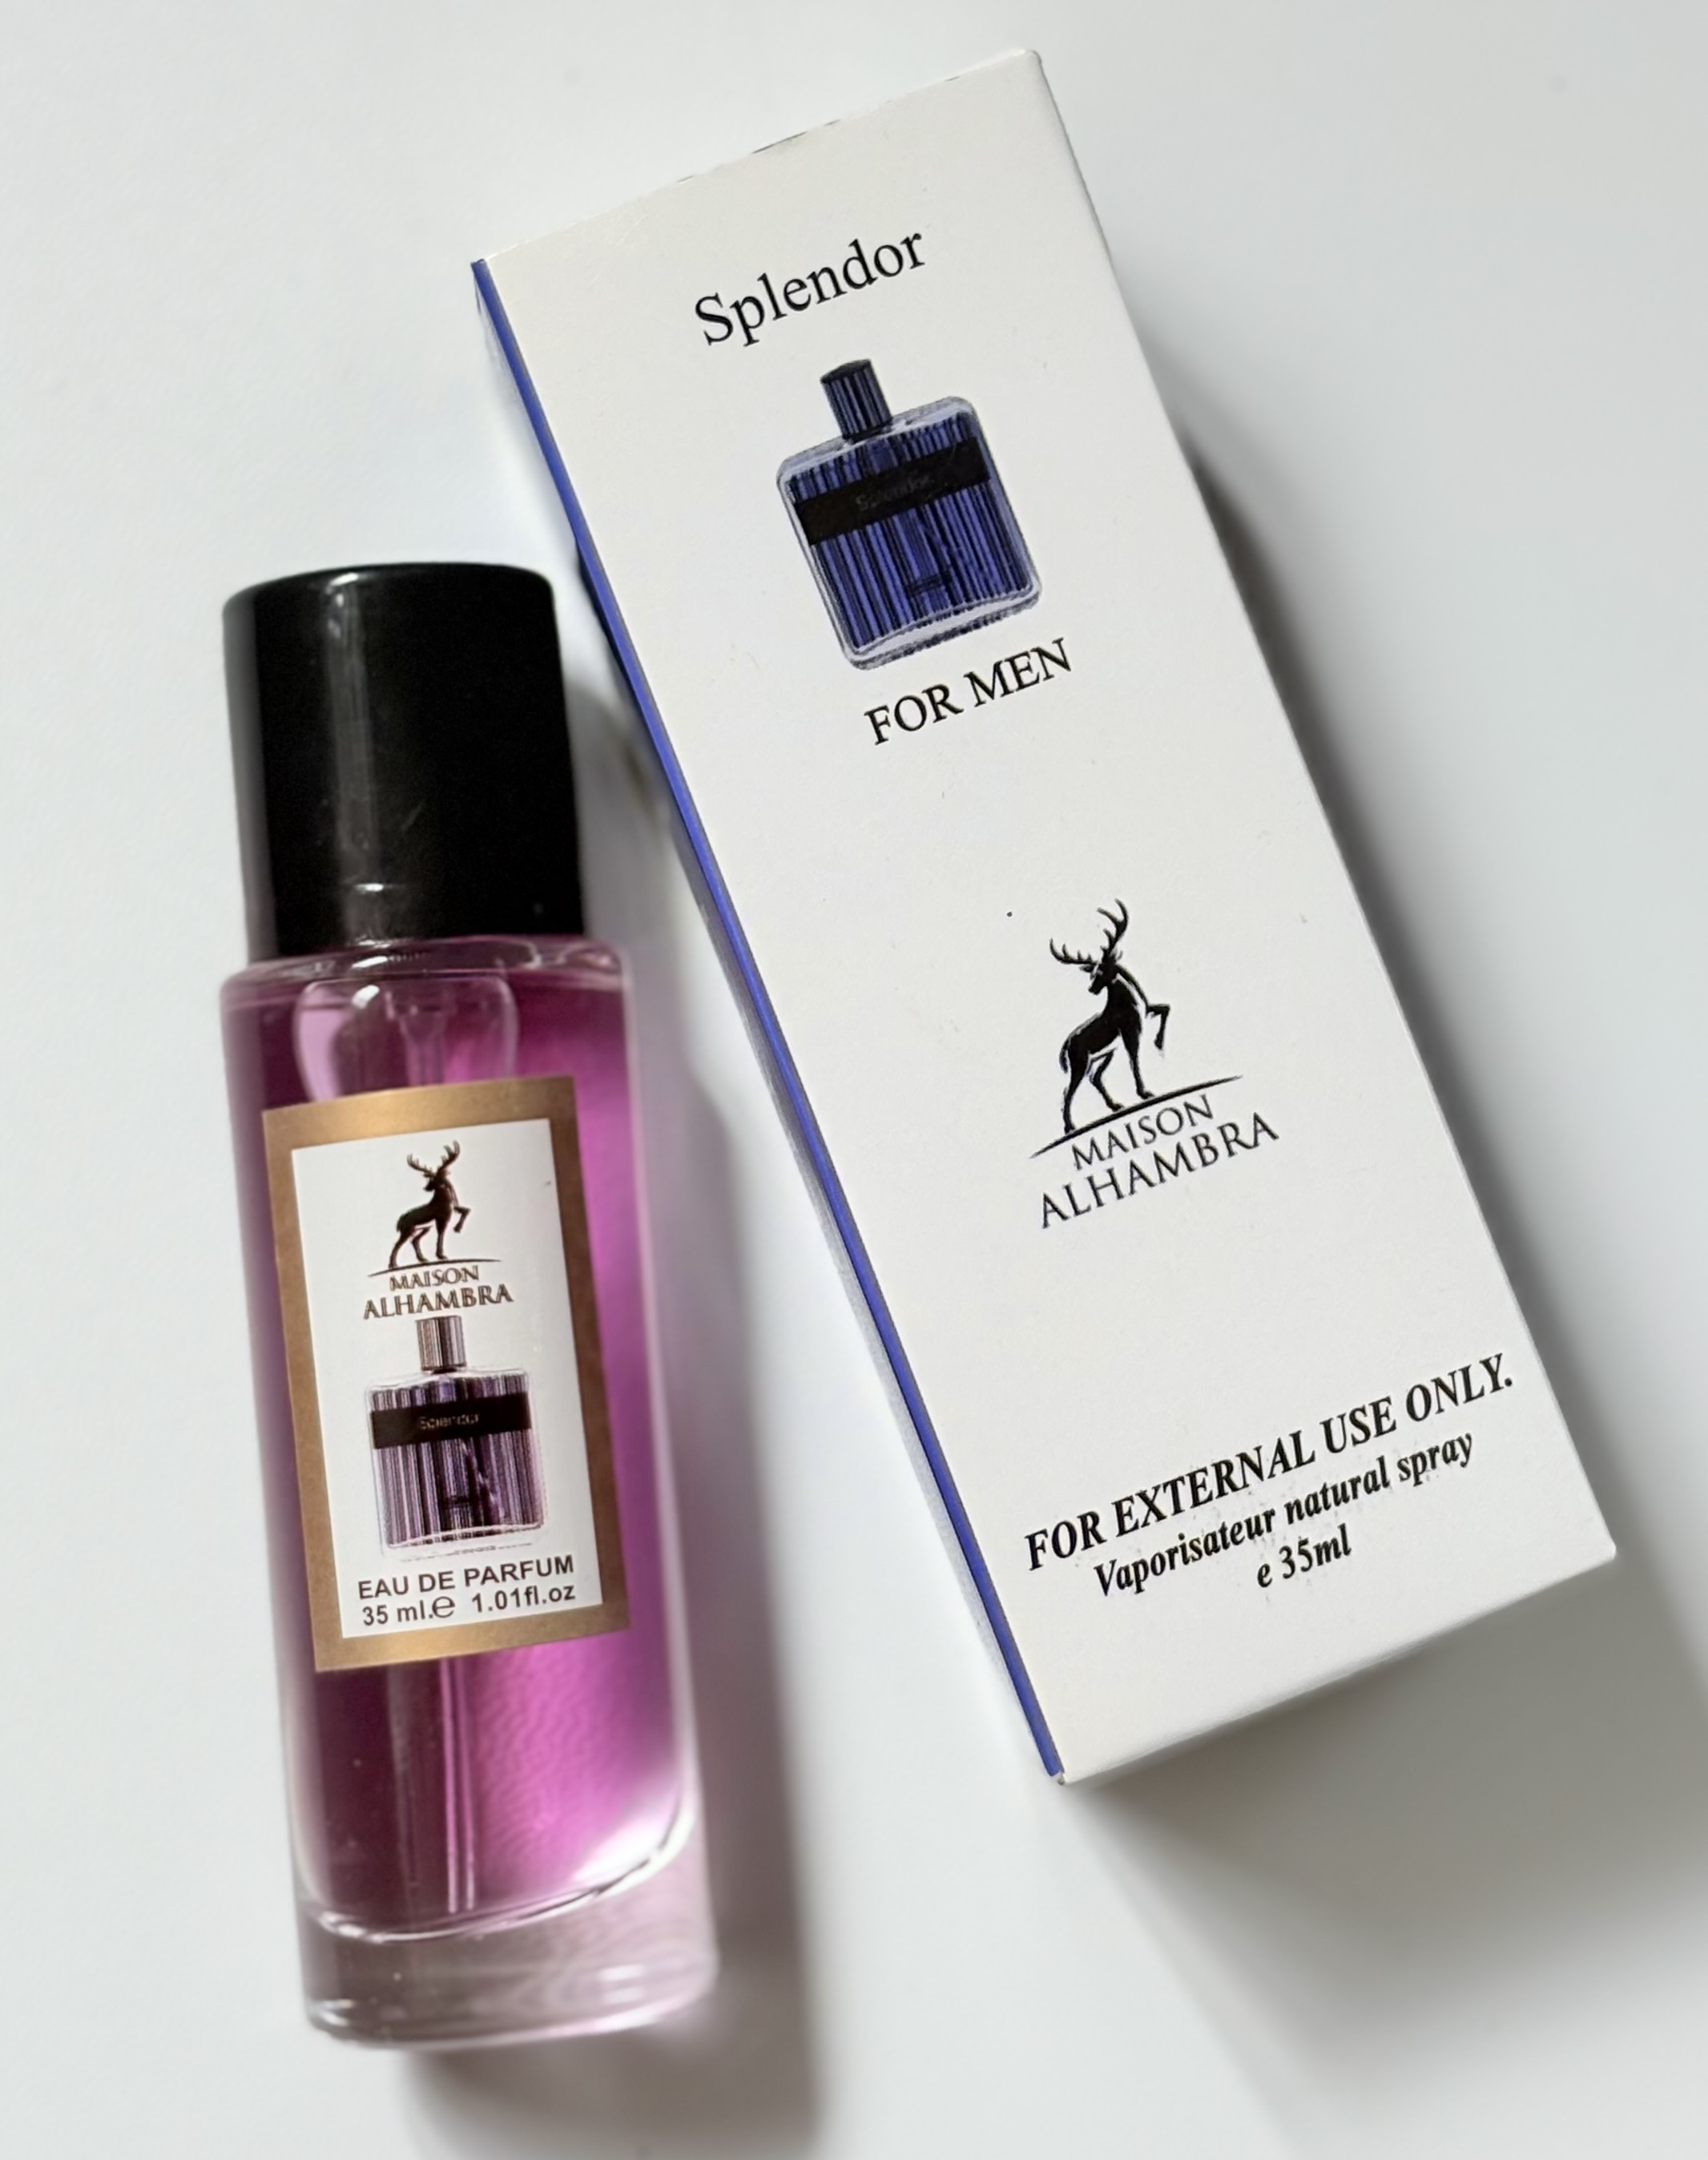 Splendor
Splendor
FOR MEN
MAISON
ALHAMBRA
FOR EXTERNAL USE ONLY.
Vaporisateur natural spray
e 35ml
MAISON
ALHAMBRA
EAU DE PARFUM
35 ml.e 1.01fl.oz